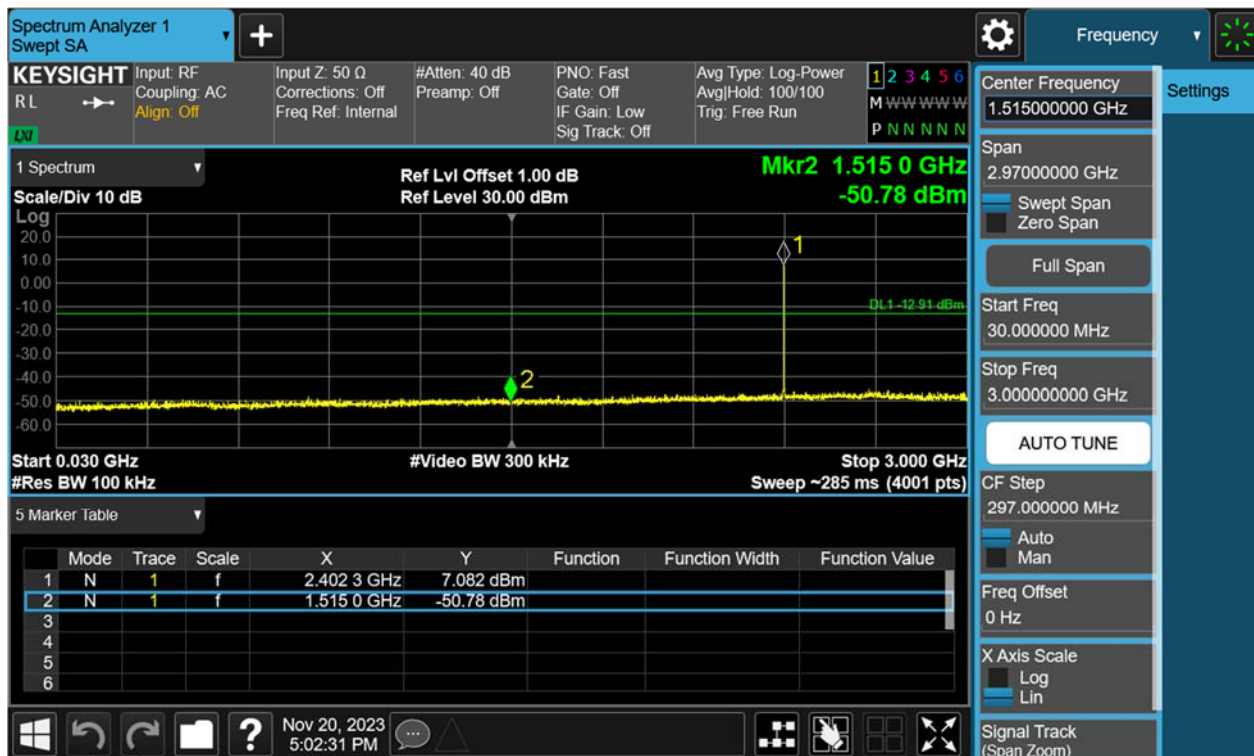 Spectrum Analyzer 1
Swept SA
Frequency
KEYSIGHT
R L
LXI
Input: RF
Coupling: AC
Align: Off
Input Z: 50 Ω
Corrections: Off
Freq Ref: Internal
#Atten: 40 dB
Preamp: Off
PNO: Fast
Gate: Off
IF Gain: Low
Sig Track: Off
Avg Type: Log-Power
Avg|Hold: 100/100
Trig: Free Run
1 2 3 4 5 6
M W W W W W
P N N N N N
1 Spectrum
Scale/Div 10 dB
Log
Ref Lvl Offset 1.00 dB
Ref Level 30.00 dBm
Mkr2 1.515 0 GHz
-50.78 dBm
20.0
10.0
0.00
-10.0
-20.0
-30.0
-40.0
-50.0
-60.0
1
DL1 -12.91 dBm
2
Start 0.030 GHz
#Video BW 300 kHz
Stop 3.000 GHz
#Res BW 100 kHz
Sweep ~285 ms (4001 pts)
5 Marker Table
Mode Trace Scale X Y Function Function Width Function Value
1 N 1 f 2.402 3 GHz 7.082 dBm
2 N 1 f 1.515 0 GHz -50.78 dBm
3
4
5
6
Nov 20, 2023
5:02:31 PM
?
Center Frequency
1.515000000 GHz
Settings
Span
2.97000000 GHz
Swept Span
Zero Span
Full Span
Start Freq
30.000000 MHz
Stop Freq
3.000000000 GHz
AUTO TUNE
CF Step
297.000000 MHz
Auto
Man
Freq Offset
0 Hz
X Axis Scale
Log
Lin
Signal Track
(Span Zoom)